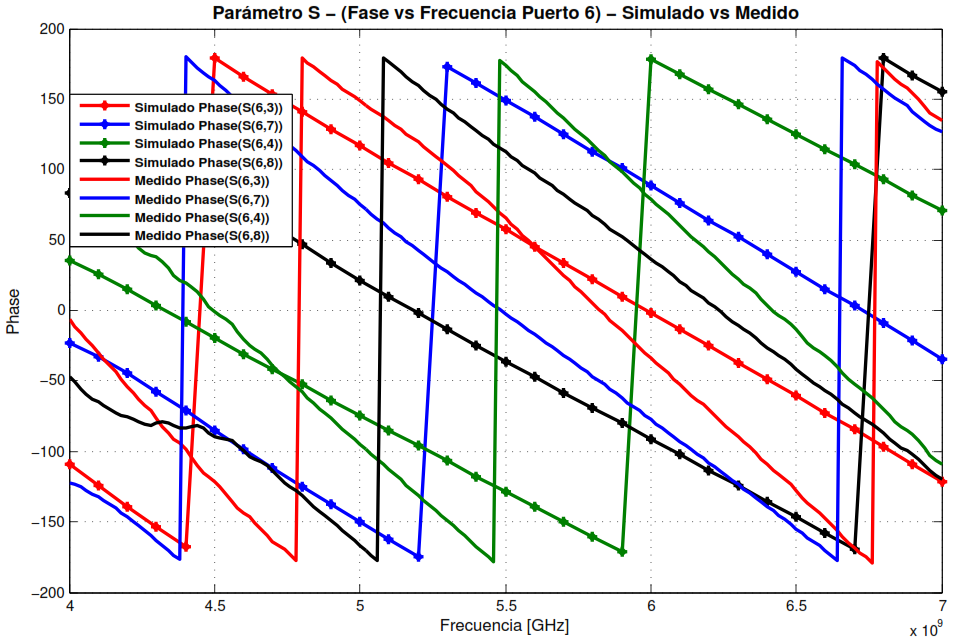 Parámetro S – (Fase vs Frecuencia Puerto 6) – Simulado vs Medido
200
150
100
50
0
−50
−100
−150
−200
Phase
Simulado Phase(S(6,3))
Simulado Phase(S(6,7))
Simulado Phase(S(6,4))
Simulado Phase(S(6,8))
Medido Phase(S(6,3))
Medido Phase(S(6,7))
Medido Phase(S(6,4))
Medido Phase(S(6,8))
4 4.5 5 5.5 6 6.5 7
Frecuencia [GHz]
x 10^9